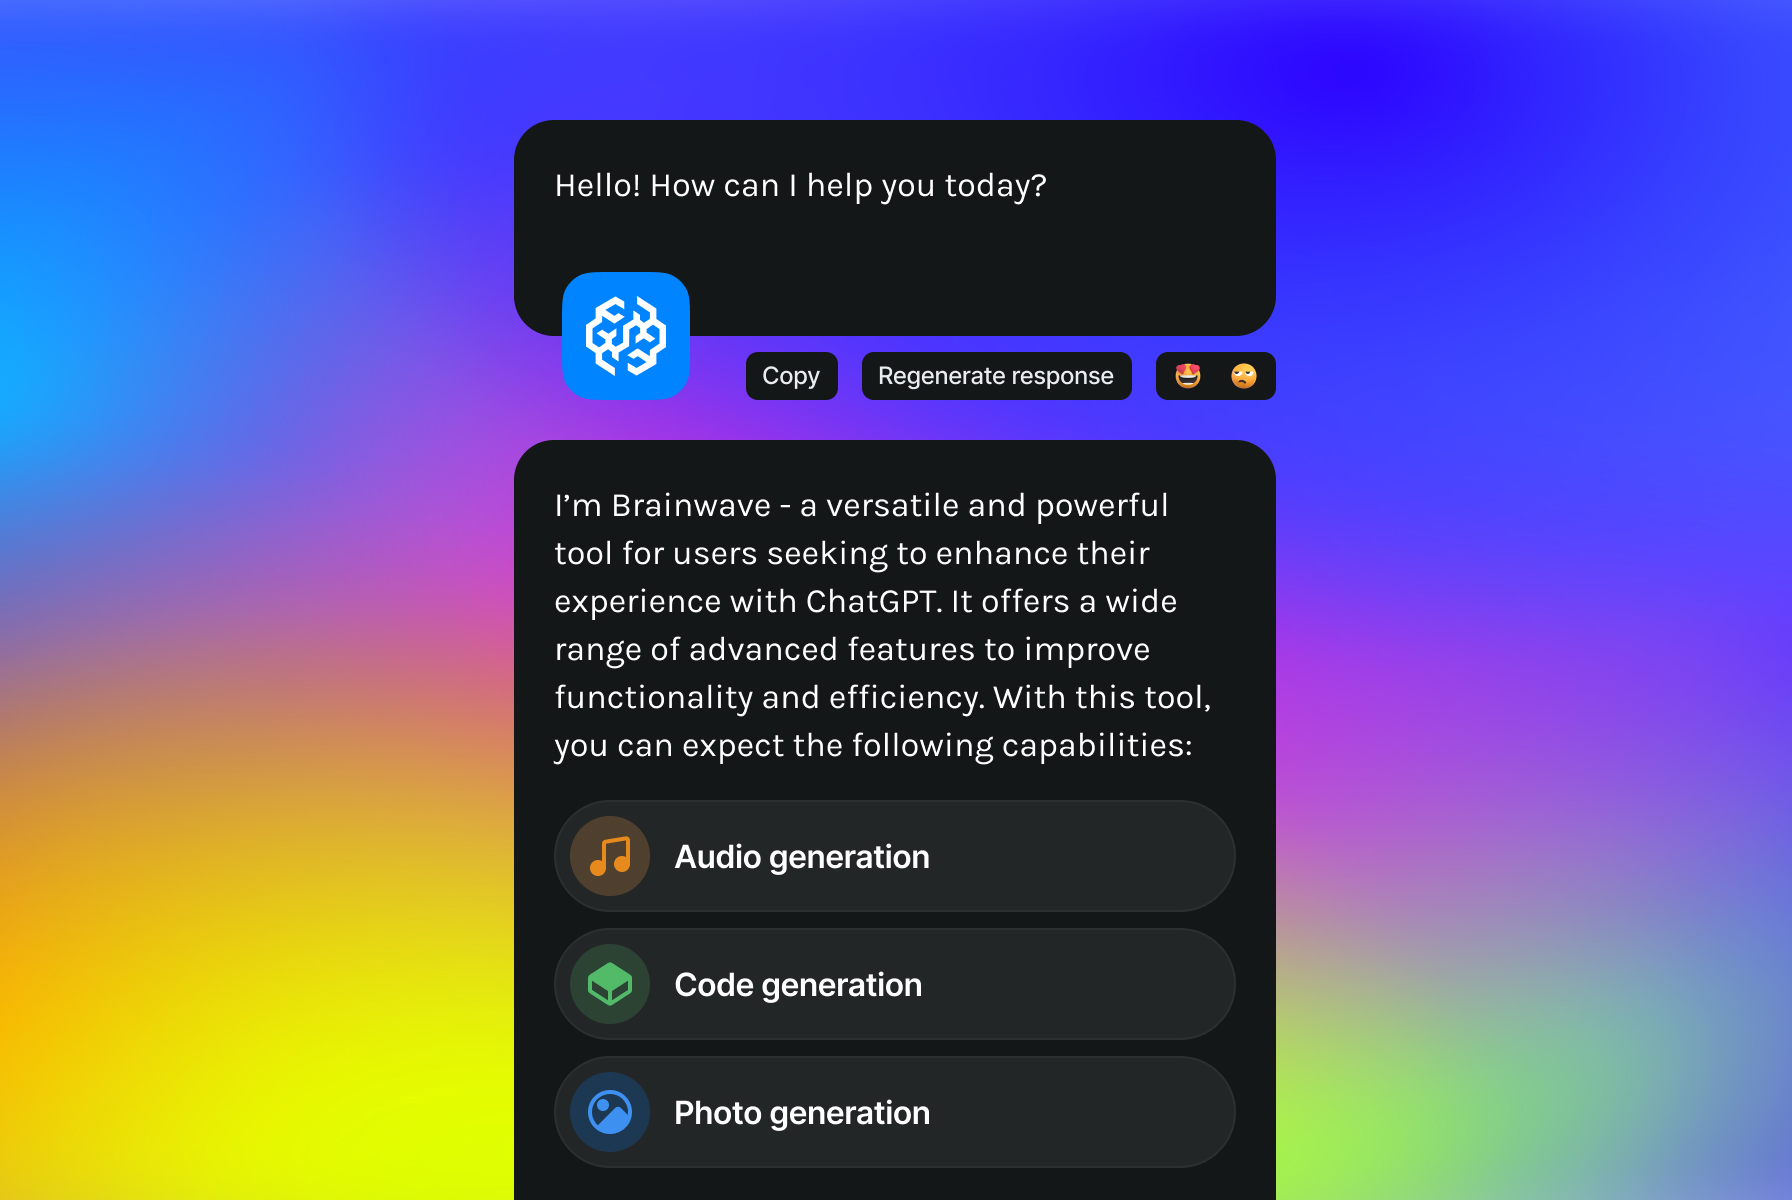 Hello! How can I help you today?
Copy
Regenerate response
I’m Brainwave - a versatile and powerful
tool for users seeking to enhance their
experience with ChatGPT. It offers a wide
range of advanced features to improve
functionality and efficiency. With this tool,
you can expect the following capabilities:
Audio generation
Code generation
Photo generation